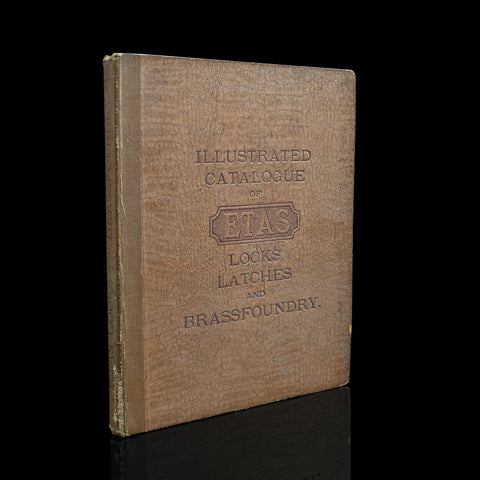 ILLUSTRATED
CATALOGUE
OF
ETAS
LOCKS
LATCHES
AND
BRASSFOUNDRY.